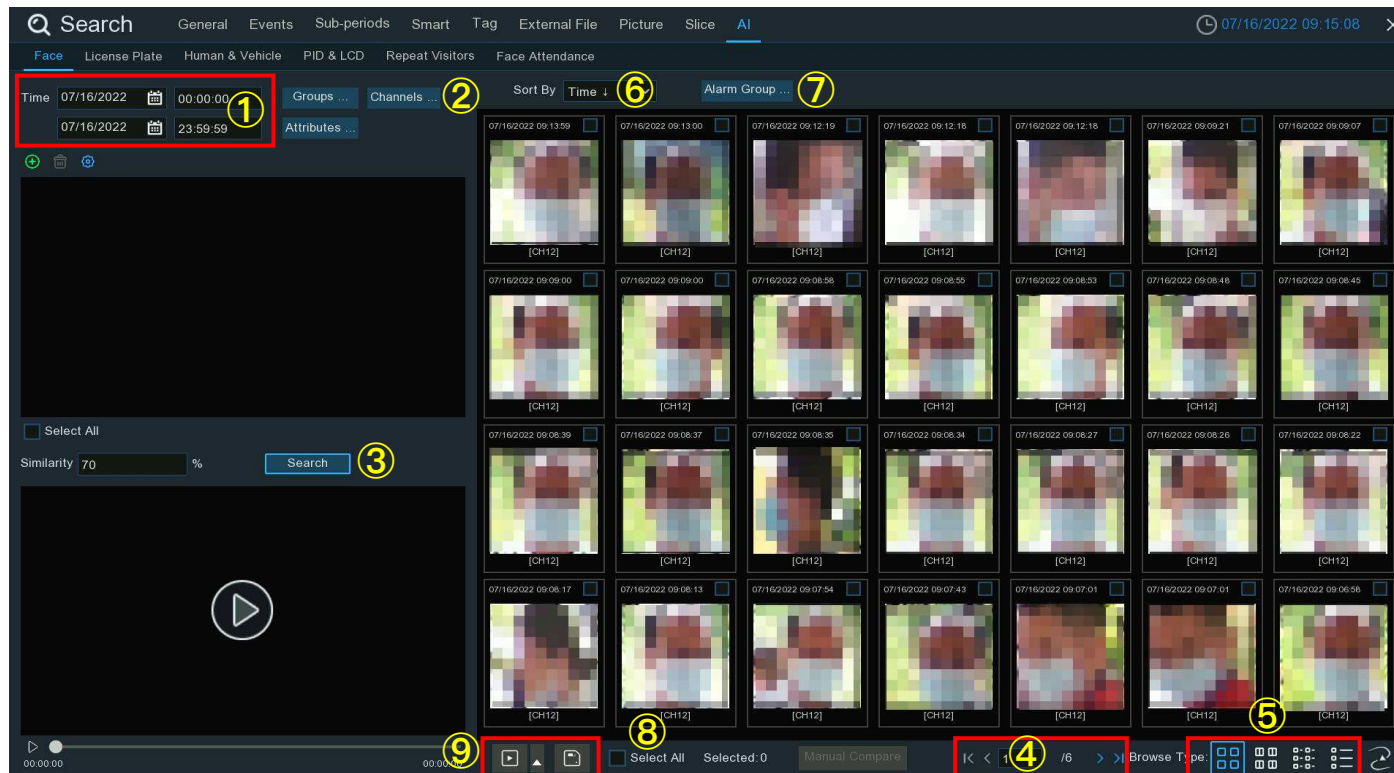 Search General Events Sub-periods Smart Tag External File Picture Slice AI 07/16/2022 09:15:08
Face License Plate Human & Vehicle PID & LCD Repeat Visitors Face Attendance
Time 07/16/2022 00:00:00 ① Groups ... Channels ... ② Sort By Time ↓ ⑥ Alarm Group ... ⑦
07/16/2022 23:59:59 Attributes ...
07/16/2022 09:13:59 07/16/2022 09:13:00 07/16/2022 09:12:19 07/16/2022 09:12:18 07/16/2022 09:12:18 07/16/2022 09:09:21 07/16/2022 09:09:07
[CH12] [CH12] [CH12] [CH12] [CH12] [CH12] [CH12]
07/16/2022 09:09:00 07/16/2022 09:09:00 07/16/2022 09:08:58 07/16/2022 09:08:55 07/16/2022 09:08:53 07/16/2022 09:08:48 07/16/2022 09:08:45
[CH12] [CH12] [CH12] [CH12] [CH12] [CH12] [CH12]
Select All
07/16/2022 09:08:39 07/16/2022 09:08:37 07/16/2022 09:08:35 07/16/2022 09:08:34 07/16/2022 09:08:27 07/16/2022 09:08:26 07/16/2022 09:08:22
Similarity 70 % Search ③
[CH12] [CH12] [CH12] [CH12] [CH12] [CH12] [CH12]
07/16/2022 09:08:17 07/16/2022 09:08:13 07/16/2022 09:07:54 07/16/2022 09:07:43 07/16/2022 09:07:01 07/16/2022 09:07:01 07/16/2022 09:06:58
[CH12] [CH12] [CH12] [CH12] [CH12] [CH12] [CH12]
⑧ ⑤
⑨ Select All Selected: 0 Manual Compare 1 ④ /6 Browse Type:
00:00:00 00:00:00